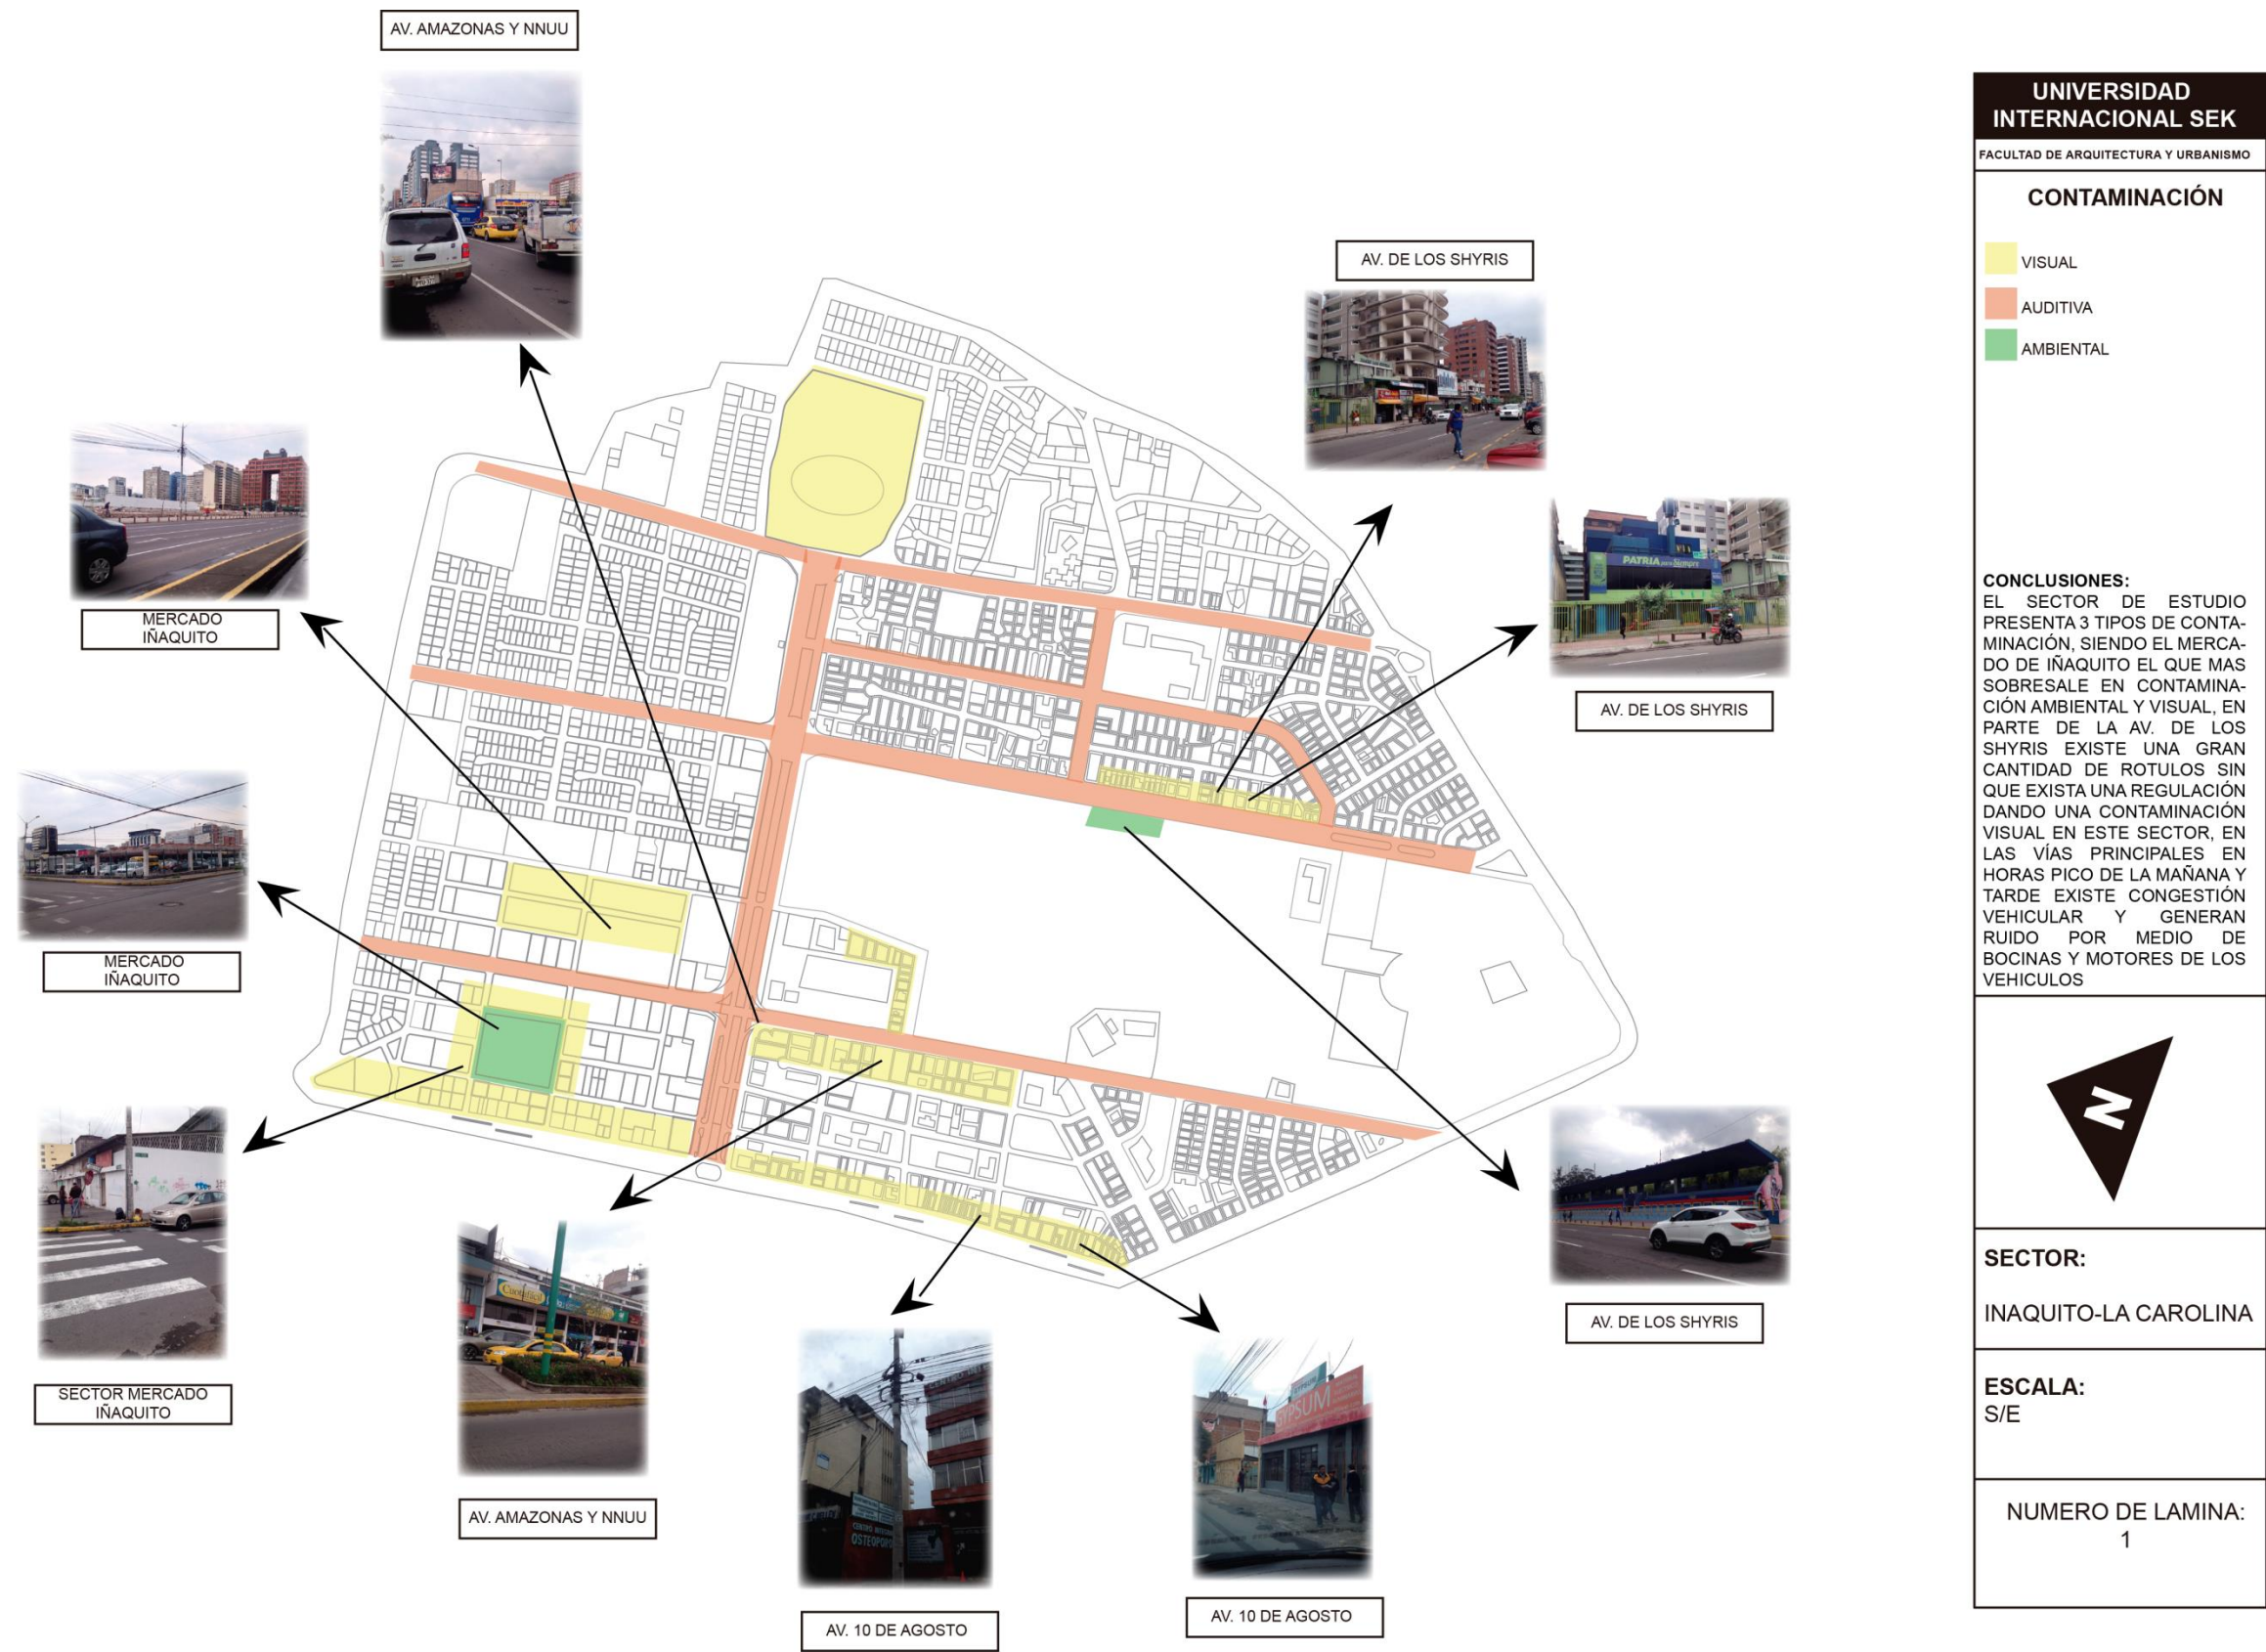 AV. AMAZONAS Y NNUU
AV. DE LOS SHYRIS
MERCADO
IÑAQUITO
PATRIA para Siempre
AV. DE LOS SHYRIS
MERCADO
IÑAQUITO
SECTOR MERCADO
IÑAQUITO
Cuotafácil
AV. AMAZONAS Y NNUU
CENTRO
OSTEOPORO
AV. 10 DE AGOSTO
GYPSUM
GYPSUM
AV. 10 DE AGOSTO
AV. DE LOS SHYRIS
UNIVERSIDAD
INTERNACIONAL SEK
FACULTAD DE ARQUITECTURA Y URBANISMO
CONTAMINACIÓN
VISUAL
AUDITIVA
AMBIENTAL
CONCLUSIONES:
EL SECTOR DE ESTUDIO
PRESENTA 3 TIPOS DE CONTA-
MINACIÓN, SIENDO EL MERCA-
DO DE IÑAQUITO EL QUE MAS
SOBRESALE EN CONTAMINA-
CIÓN AMBIENTAL Y VISUAL, EN
PARTE DE LA AV. DE LOS
SHYRIS EXISTE UNA GRAN
CANTIDAD DE ROTULOS SIN
QUE EXISTA UNA REGULACIÓN
DANDO UNA CONTAMINACIÓN
VISUAL EN ESTE SECTOR, EN
LAS VÍAS PRINCIPALES EN
HORAS PICO DE LA MAÑANA Y
TARDE EXISTE CONGESTIÓN
VEHICULAR Y GENERAN
RUIDO POR MEDIO DE
BOCINAS Y MOTORES DE LOS
VEHICULOS
N
SECTOR:
INAQUITO-LA CAROLINA
ESCALA:
S/E
NUMERO DE LAMINA:
1